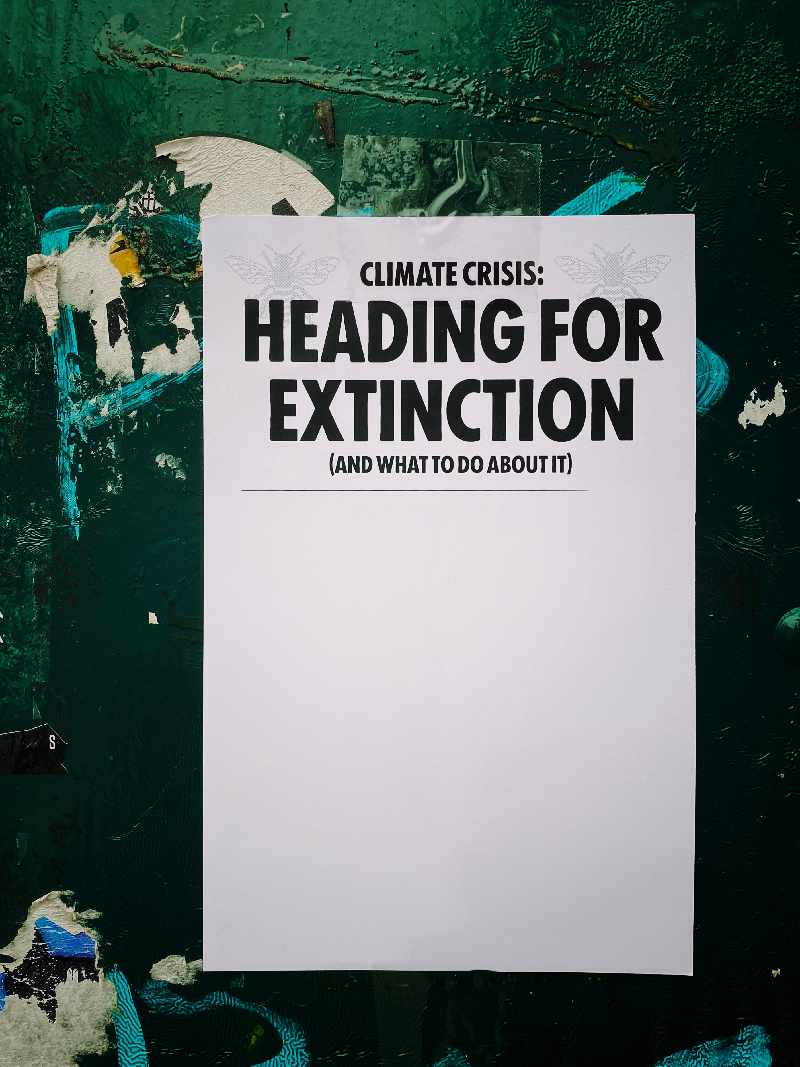 CLIMATE CRISIS:
HEADING FOR
EXTINCTION
(AND WHAT TO DO ABOUT IT)
S